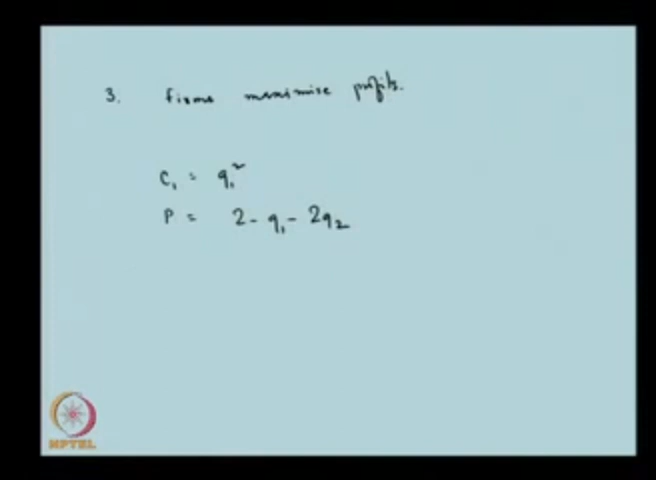 3. firms maximise profits.
C₁ = q₁²
P = 2 - q₁ - 2q₂
NPTEL